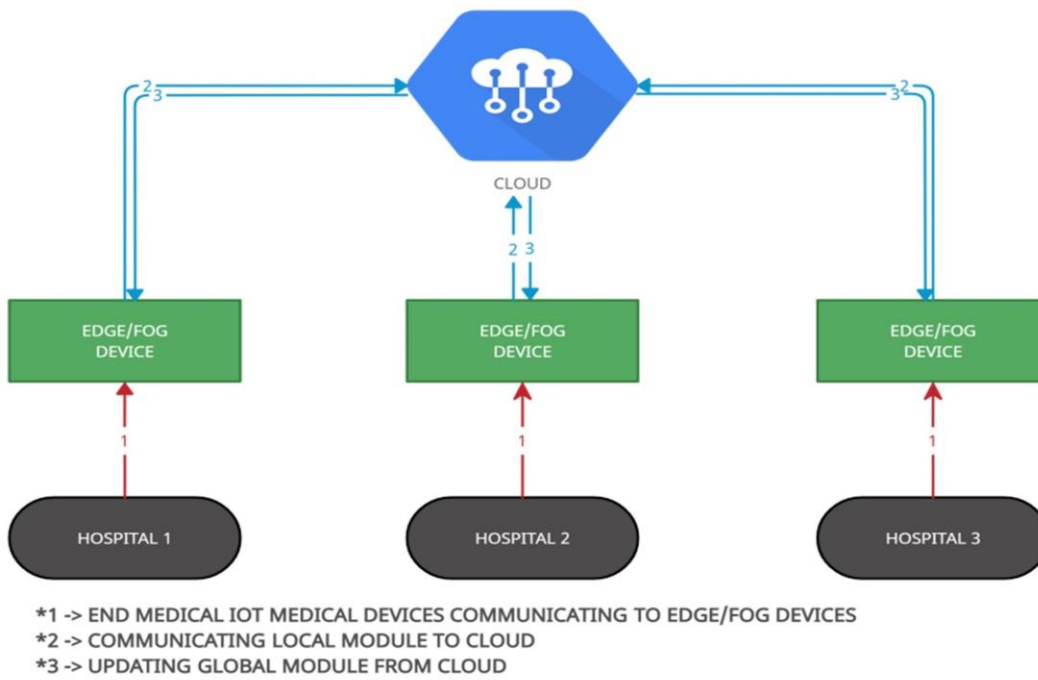 2
3
2
3
CLOUD
2 3
EDGE/FOG
DEVICE
EDGE/FOG
DEVICE
EDGE/FOG
DEVICE
1
1
1
HOSPITAL 1
HOSPITAL 2
HOSPITAL 3
*1 -> END MEDICAL IOT MEDICAL DEVICES COMMUNICATING TO EDGE/FOG DEVICES
*2 -> COMMUNICATING LOCAL MODULE TO CLOUD
*3 -> UPDATING GLOBAL MODULE FROM CLOUD